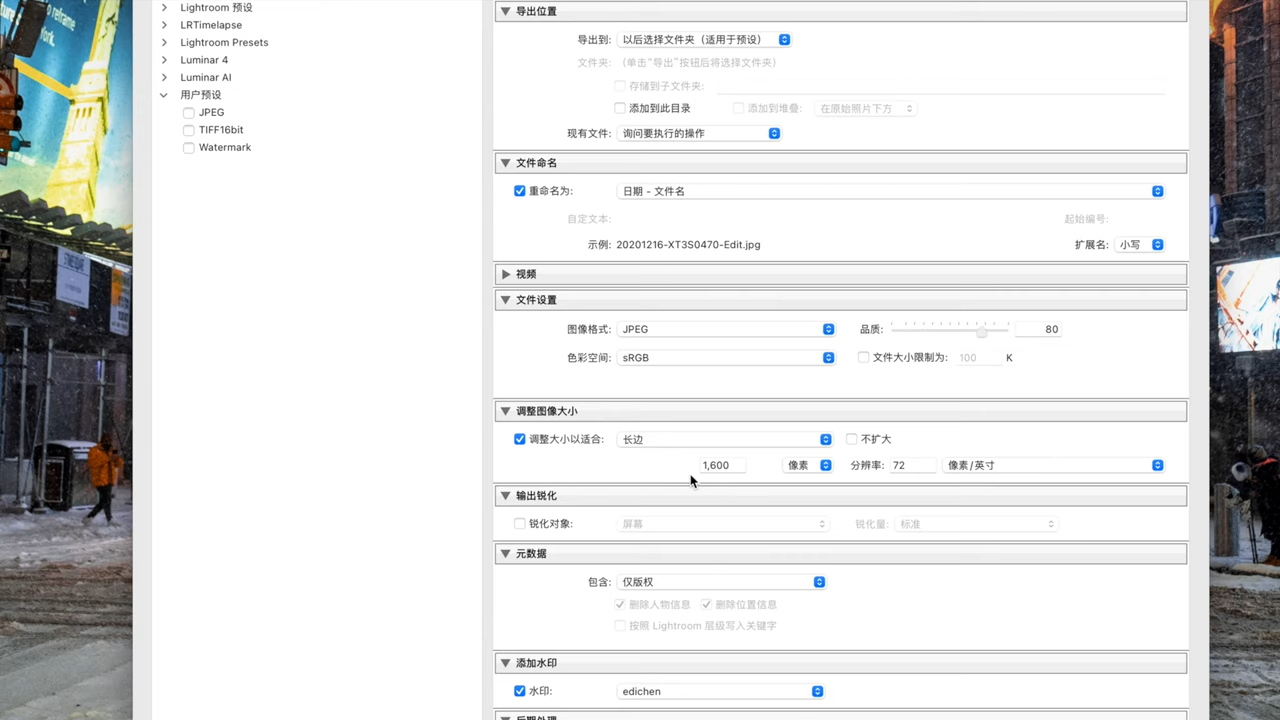 Lightroom 预设
LRTimelapse
Lightroom Presets
Luminar 4
Luminar AI
用户预设
JPEG
TIFF16bit
Watermark
导出位置
导出到: 以后选择文件夹（适用于预设）
文件夹: （单击“导出”按钮后将选择文件夹）
存储到子文件夹:
添加到此目录 添加到堆叠: 在原始照片下方
现有文件: 询问要执行的操作
文件命名
重命名为: 日期 - 文件名
自定文本: 起始编号:
示例: 20201216-XT3S0470-Edit.jpg 扩展名: 小写
视频
文件设置
图像格式: JPEG 品质: 80
色彩空间: sRGB 文件大小限制为: 100 K
调整图像大小
调整大小以适合: 长边 不扩大
1,600 像素 分辨率: 72 像素/英寸
输出锐化
锐化对象: 屏幕 锐化量: 标准
元数据
包含: 仅版权
删除人物信息 删除位置信息
按照 Lightroom 层级写入关键字
添加水印
水印: edichen
后期处理